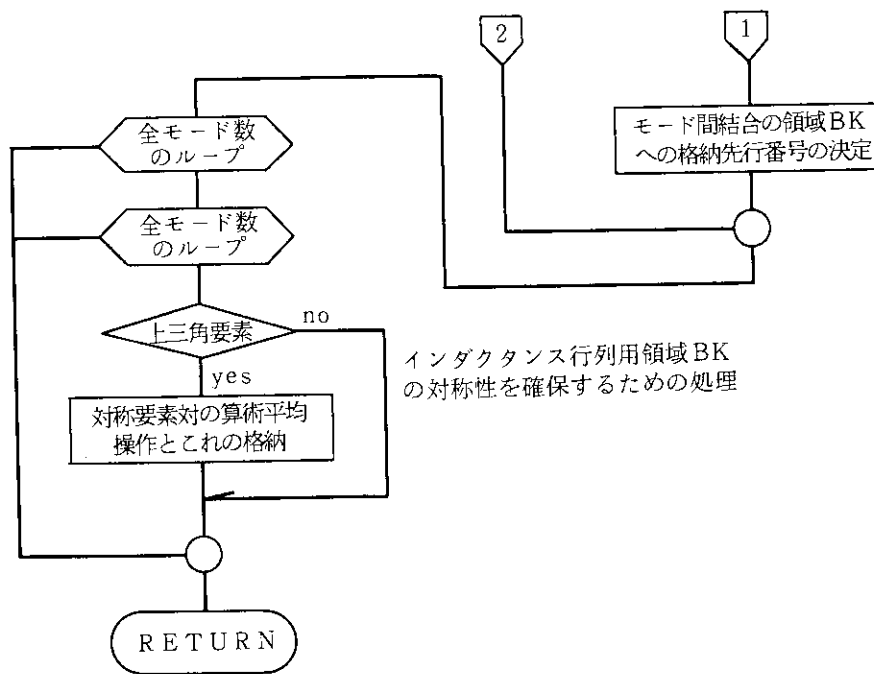 2
1
モード間結合の領域BK
への格納先行番号の決定
全モード数
のループ
全モード数
のループ
上三角要素
no
yes
インダクタンス行列用領域BK
の対称性を確保するための処理
対称要素対の算術平均
操作とこれの格納
RETURN